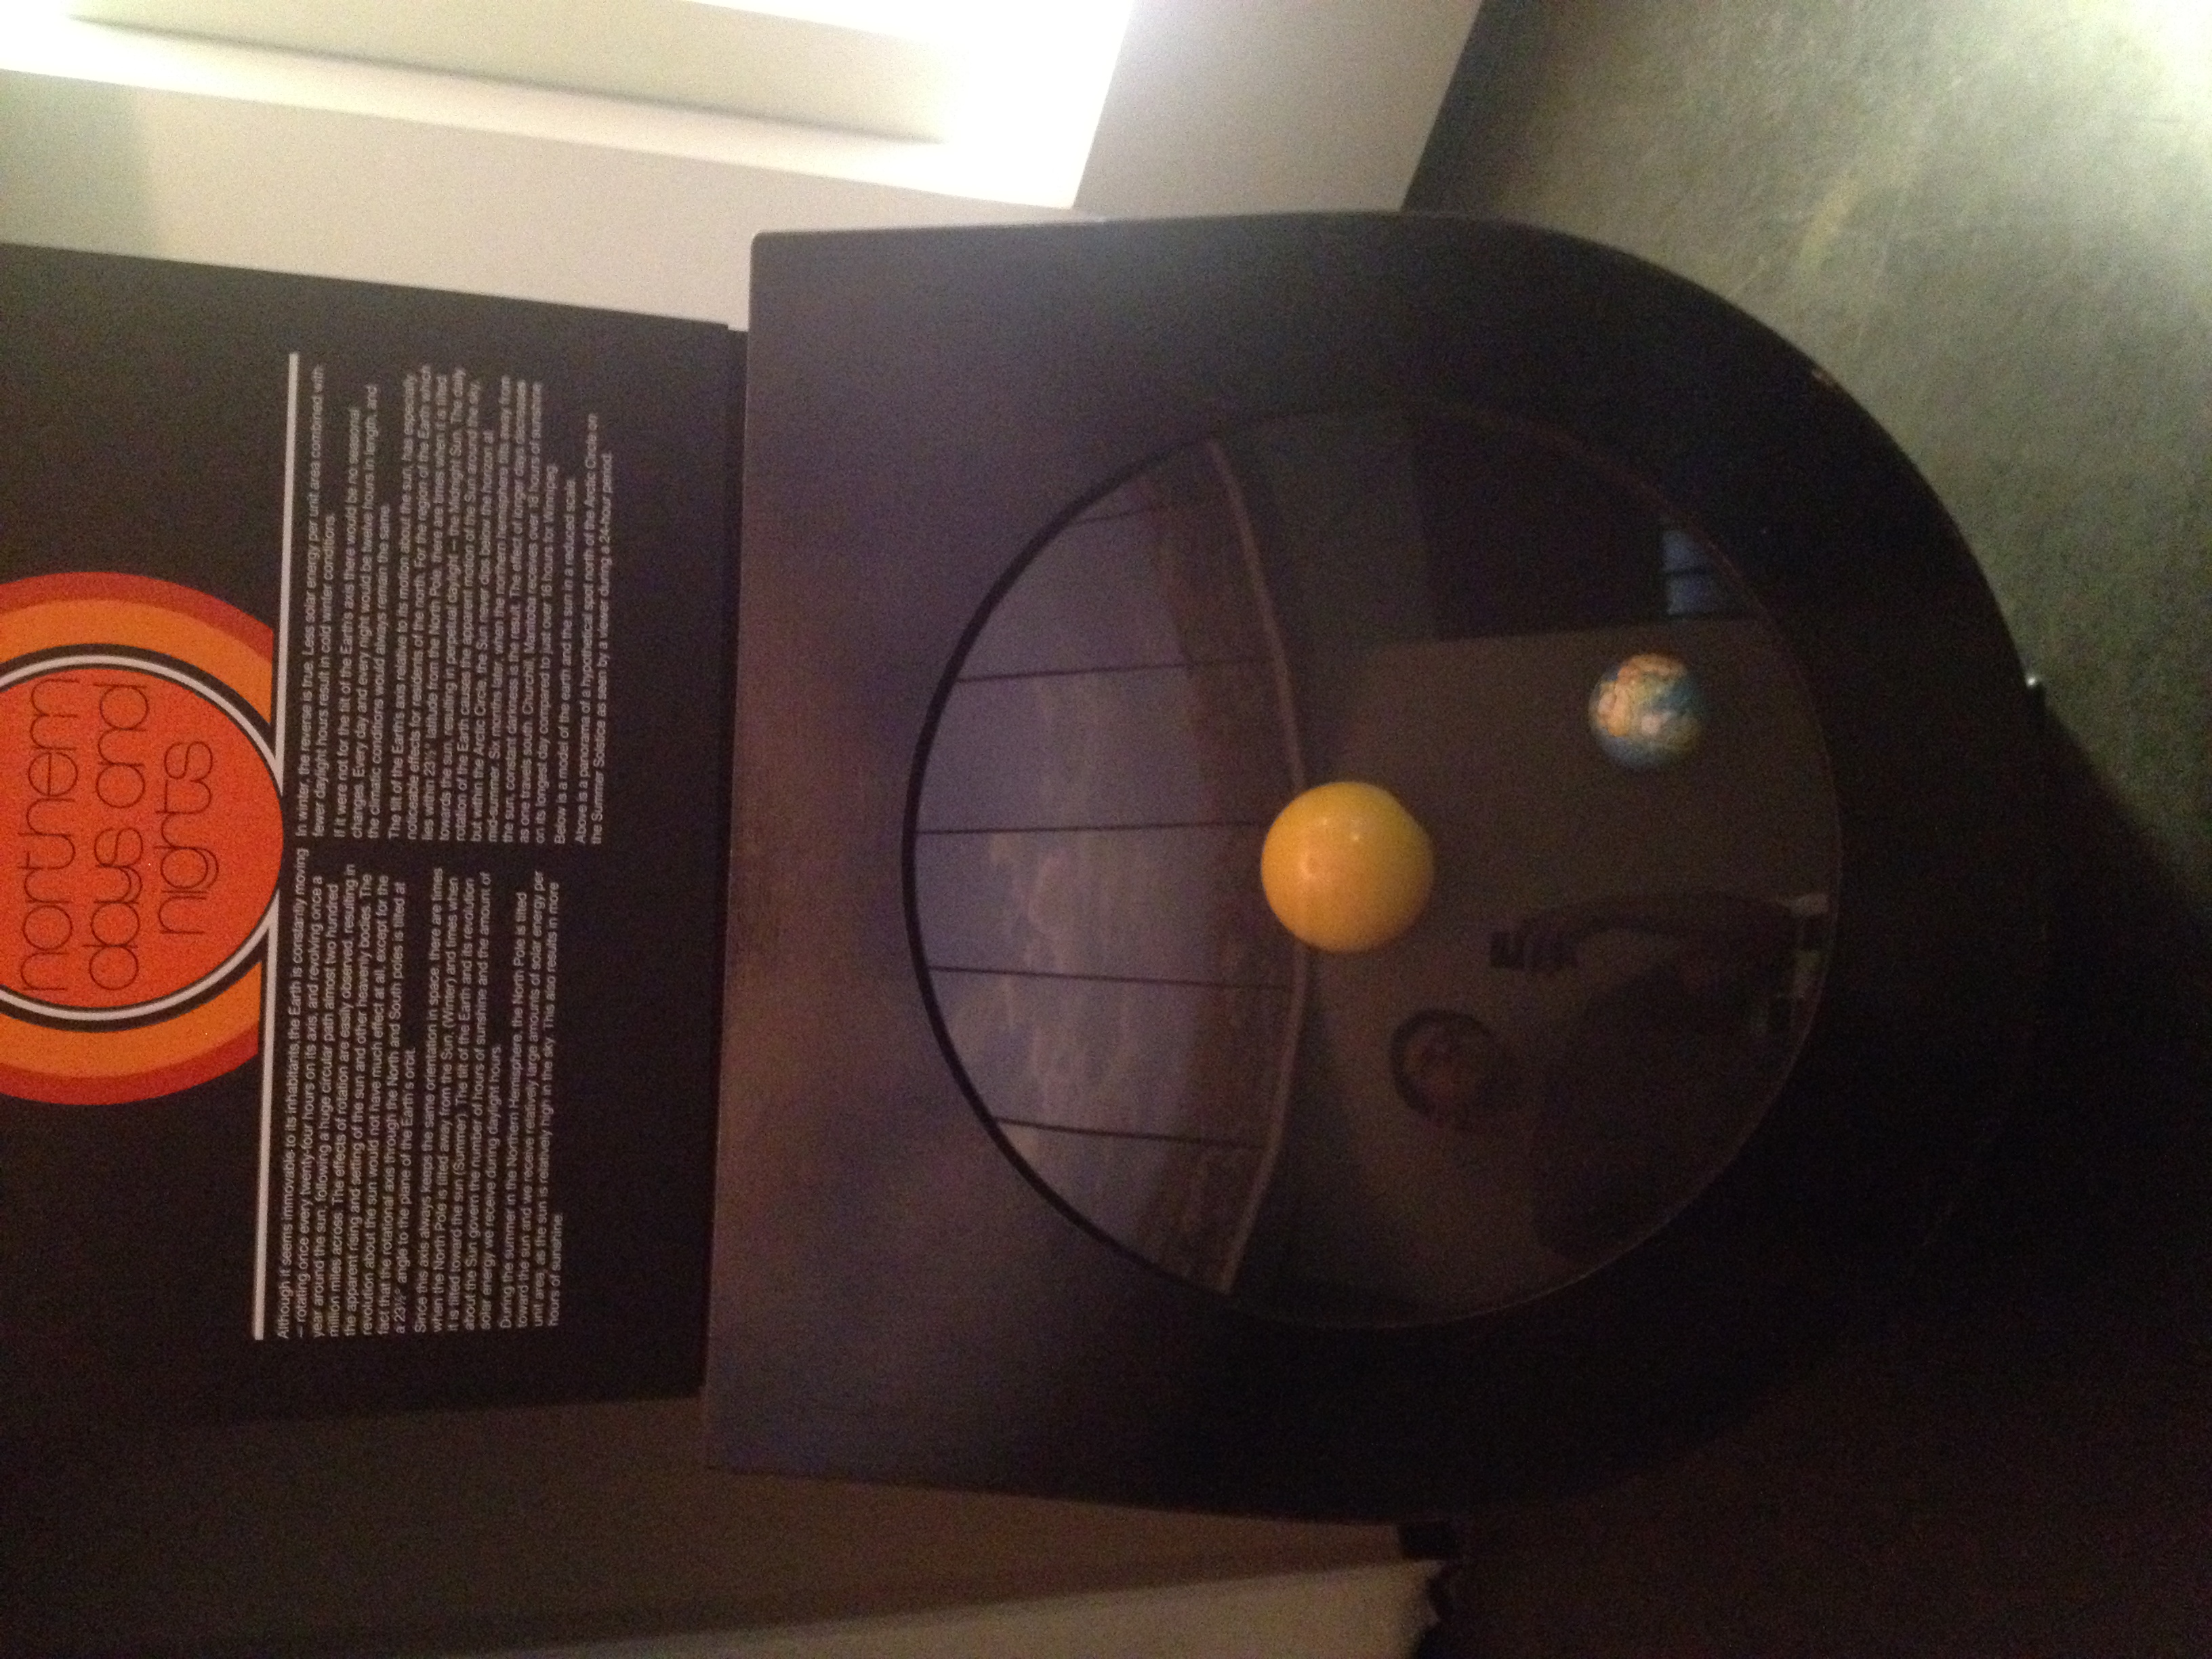 northern
days and
nights
Although it seems immovable to its inhabitants, the Earth is constantly moving
— rotating once every twenty-four hours on its axis, and revolving once a
year around the sun, following a huge circular path almost two hundred
million miles across. The effects of rotation are easily observed, resulting in
the apparent rising and setting of the sun and other heavenly bodies. The
revolution about the sun would not have much effect at all, except for the
fact that the rotational axis through the North and South poles is tilted at
a 23½° angle to the plane of the Earth's orbit.
Since this axis always keeps the same orientation in space, there are times
when the North Pole is tilted away from the Sun, (Winter) and times when
it is tilted toward the sun (Summer). The tilt of the Earth and its revolution
about the Sun govern the number of hours of sunshine and the amount of
solar energy we receive during daylight hours.
During the summer in the Northern Hemisphere, the North Pole is tilted
toward the sun and we receive relatively large amounts of solar energy per
unit area, as the sun is relatively high in the sky. This also results in more
hours of sunshine.
In winter, the reverse is true. Less solar energy per unit area combined with
fewer daylight hours result in cold winter conditions.
If it were not for the tilt of the Earth's axis there would be no seasonal
changes. Every day and every night would be twelve hours in length, and
the climatic conditions would always remain the same.
The tilt of the Earth's axis relative to its motion about the sun, has especially
noticeable effects for residents of the north. For the region of the Earth which
lies within 23½° latitude from the North Pole, there are times when it is tilted
towards the sun, resulting in perpetual daylight — the Midnight Sun. The daily
rotation of the Earth causes the apparent motion of the Sun around the sky,
but within the Arctic Circle, the Sun never dips below the horizon at
mid-summer. Six months later, when the northern hemisphere tilts away from
the sun, constant darkness is the result. The effect of longer days decreases
as one travels south. Churchill, Manitoba receives over 18 hours of sunshine
on its longest day compared to just over 16 hours for Winnipeg.
Below is a model of the earth and the sun in a reduced scale.
Above is a panorama of a hypothetical spot north of the Arctic Circle on
the Summer Solstice as seen by a viewer during a 24-hour period.